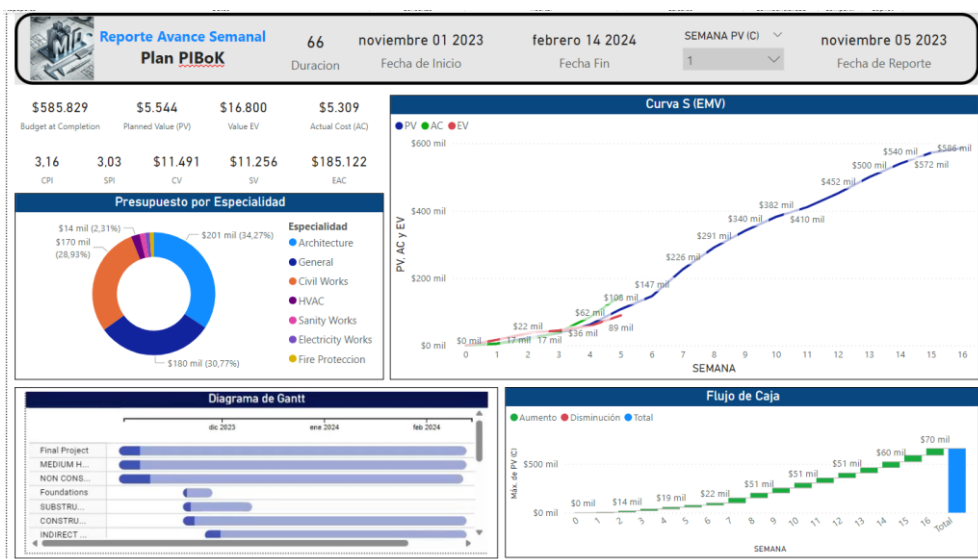 Reporte Avance Semanal
Plan PIBoK
66
Duracion
noviembre 01 2023
Fecha de Inicio
febrero 14 2024
Fecha Fin
SEMANA PV (C)
1
noviembre 05 2023
Fecha de Reporte
$585.829
Budget at Completion
$5.544
Planned Value (PV)
$16.800
Value EV
$5.309
Actual Cost (AC)
3,16
CPI
3,03
SPI
$11.491
CV
$11.256
SV
$185.122
EAC
Presupuesto por Especialidad
$14 mil (2,31%)
$170 mil
(28,93%)
$201 mil (34,27%)
$180 mil (30,77%)
Especialidad
Architecture
General
Civil Works
HVAC
Sanity Works
Electricity Works
Fire Proteccion
Curva S (EMV)
PV AC EV
PV, AC y EV
$600 mil
$400 mil
$200 mil
$0 mil
$0 mil
17 mil
$22 mil
17 mil
$36 mil
$62 mil
$108 mil
89 mil
$147 mil
$226 mil
$291 mil
$340 mil
$382 mil
$410 mil
$452 mil
$500 mil
$540 mil
$572 mil
$586 mil
0 1 2 3 4 5 6 7 8 9 10 11 12 13 14 15 16
SEMANA
Diagrama de Gantt
dic 2023 ene 2024 feb 2024
Final Project
MEDIUM H...
NON CONS...
Foundations
SUBSTRU...
CONSTRU...
INDIRECT ...
Flujo de Caja
Aumento Disminución Total
Máx. de PV (C)
$500 mil
$0 mil
$0 mil
$14 mil
$19 mil
$22 mil
$51 mil
$51 mil
$51 mil
$60 mil
$70 mil
0 1 2 3 4 5 6 7 8 9 10 11 12 13 14 15 16 Total
SEMANA